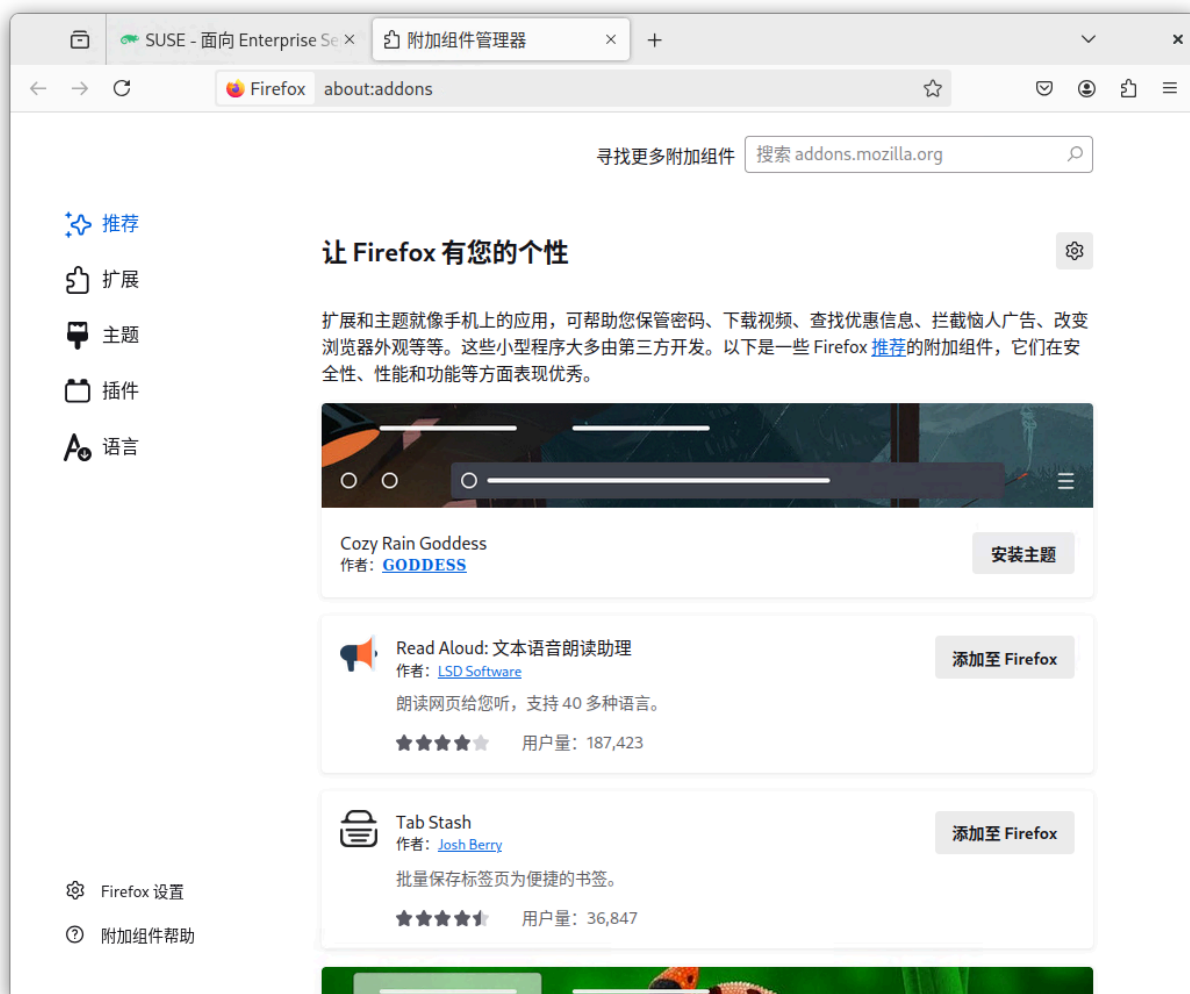 SUSE - 面向 Enterprise Se
附加组件管理器
Firefox
about:addons
寻找更多附加组件
搜索 addons.mozilla.org
推荐
扩展
主题
插件
语言
让 Firefox 有您的个性
扩展和主题就像手机上的应用，可帮助您保管密码、下载视频、查找优惠信息、拦截恼人广告、改变
浏览器外观等等。这些小型程序大多由第三方开发。以下是一些 Firefox 推荐的附加组件，它们在安
全性、性能和功能等方面表现优秀。
Cozy Rain Goddess
作者：GODDESS
安装主题
Read Aloud: 文本语音朗读助理
作者：LSD Software
添加至 Firefox
朗读网页给您听，支持 40 多种语言。
用户量：187,423
Tab Stash
作者：Josh Berry
添加至 Firefox
批量保存标签页为便捷的书签。
用户量：36,847
Firefox 设置
附加组件帮助